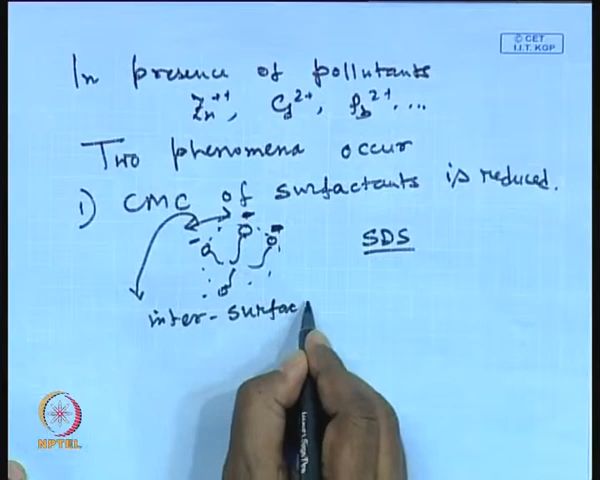 © CET
I.I.T. KGP
In presence of pollutants
Zn++, Cd2+, Pb2+ ....
Two phenomena occur
1) CMC of surfactants is reduced.
SDS
inter-surfac
NPTEL